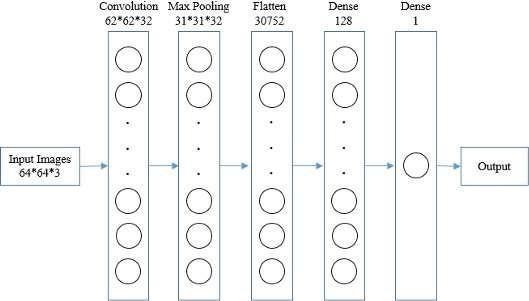 Convolution
62*62*32
Max Pooling
31*31*32
Flatten
30752
Dense
128
Dense
1
Input Images
64*64*3
Output